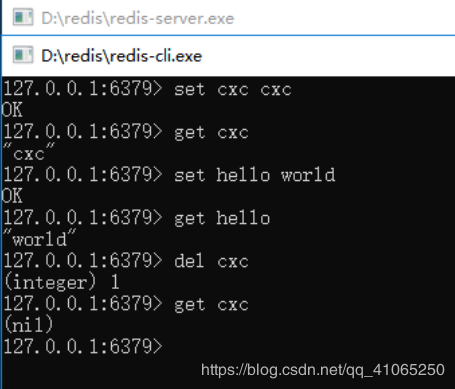 D:\redis\redis-server.exe
D:\redis\redis-cli.exe
127.0.0.1:6379> set cxc cxc
OK
127.0.0.1:6379> get cxc
"cxc"
127.0.0.1:6379> set hello world
OK
127.0.0.1:6379> get hello
"world"
127.0.0.1:6379> del cxc
(integer) 1
127.0.0.1:6379> get cxc
(nil)
127.0.0.1:6379>
https://blog.csdn.net/qq_41065250